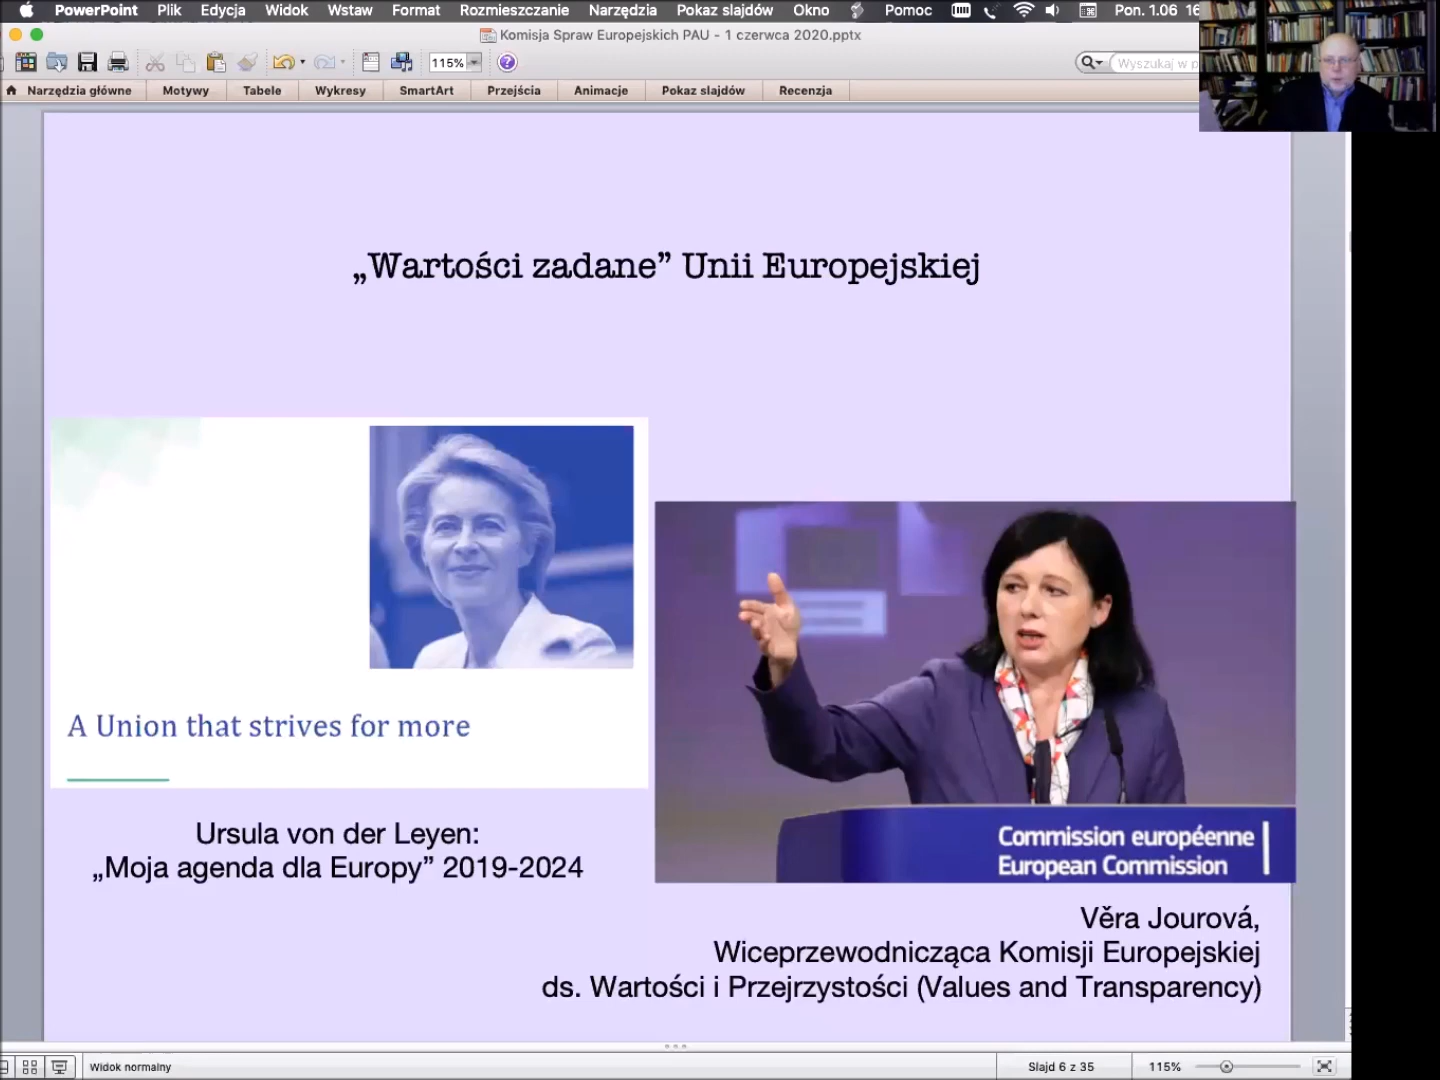 PowerPoint Plik Edycja Widok Wstaw Format Rozmieszczanie Narzędzia Pokaz slajdów Okno Pomoc Pon. 1.06 16
Komisja Spraw Europejskich PAU - 1 czerwca 2020.pptx
115%
Wyszukaj w p
Narzędzia główne Motywy Tabele Wykresy SmartArt Przejścia Animacje Pokaz slajdów Recenzja
„Wartości zadane” Unii Europejskiej
A Union that strives for more
Ursula von der Leyen:
„Moja agenda dla Europy” 2019-2024
Commission européenne
European Commission
Věra Jourová,
Wiceprzewodnicząca Komisji Europejskiej
ds. Wartości i Przejrzystości (Values and Transparency)
Widok normalny Slajd 6 z 35 115%